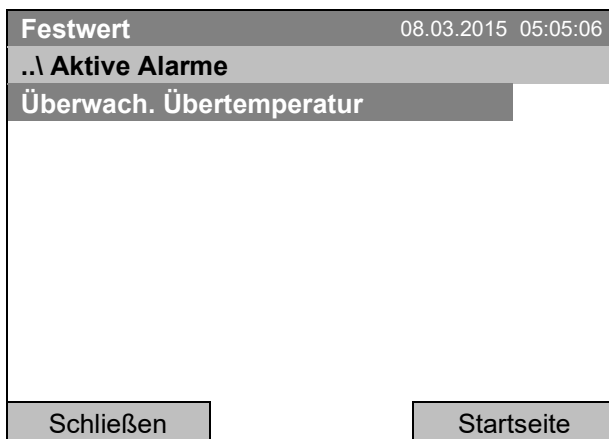 Festwert 08.03.2015 05:05:06
..\ Aktive Alarme
Überwach. Übertemperatur
Schließen Startseite